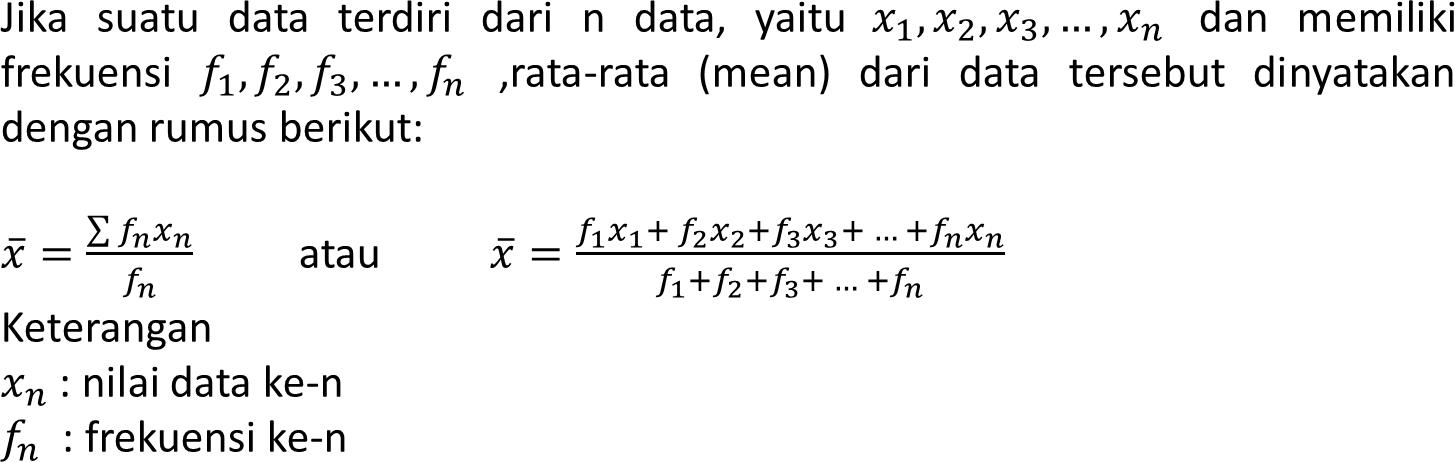 Jika suatu data terdiri dari n data, yaitu x₁, x₂, x₃, ... , xₙ dan memiliki
frekuensi f₁, f₂, f₃, ... , fₙ ,rata-rata (mean) dari data tersebut dinyatakan
dengan rumus berikut:
x̄ = (∑ fₙxₙ)/(fₙ) atau x̄ = (f₁x₁+ f₂x₂+f₃x₃+ ... +fₙxₙ)/(f₁+f₂+f₃+ ... +fₙ)
Keterangan
xₙ : nilai data ke-n
fₙ : frekuensi ke-n